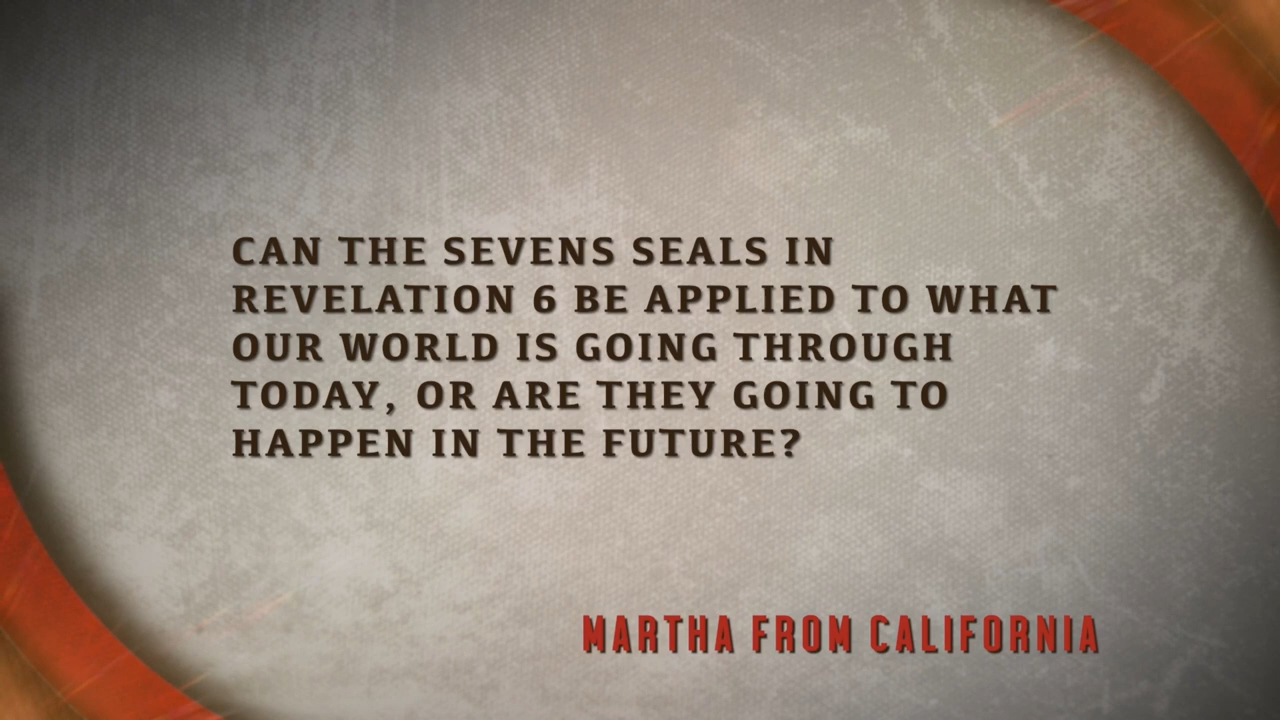 CAN THE SEVENS SEALS IN
REVELATION 6 BE APPLIED TO WHAT
OUR WORLD IS GOING THROUGH
TODAY, OR ARE THEY GOING TO
HAPPEN IN THE FUTURE?
MARTHA FROM CALIFORNIA